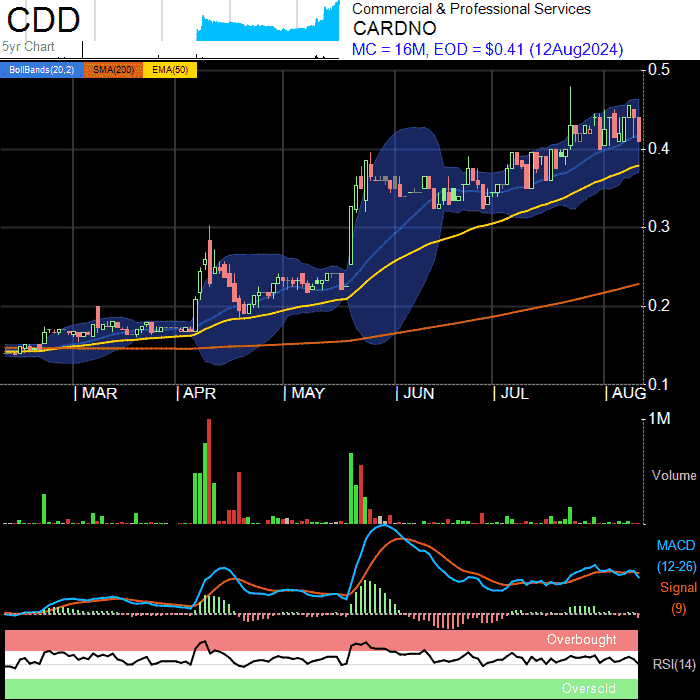 CDD
5yr Chart
Commercial & Professional Services
CARDNO
MC = 16M, EOD = $0.41 (12Aug2024)
BollBands(20,2) SMA(200) EMA(50)
0.5
0.4
0.3
0.2
0.1
MAR APR MAY JUN JUL AUG
1M
Volume
MACD
(12-26)
Signal
(9)
Overbought
RSI(14)
Oversold